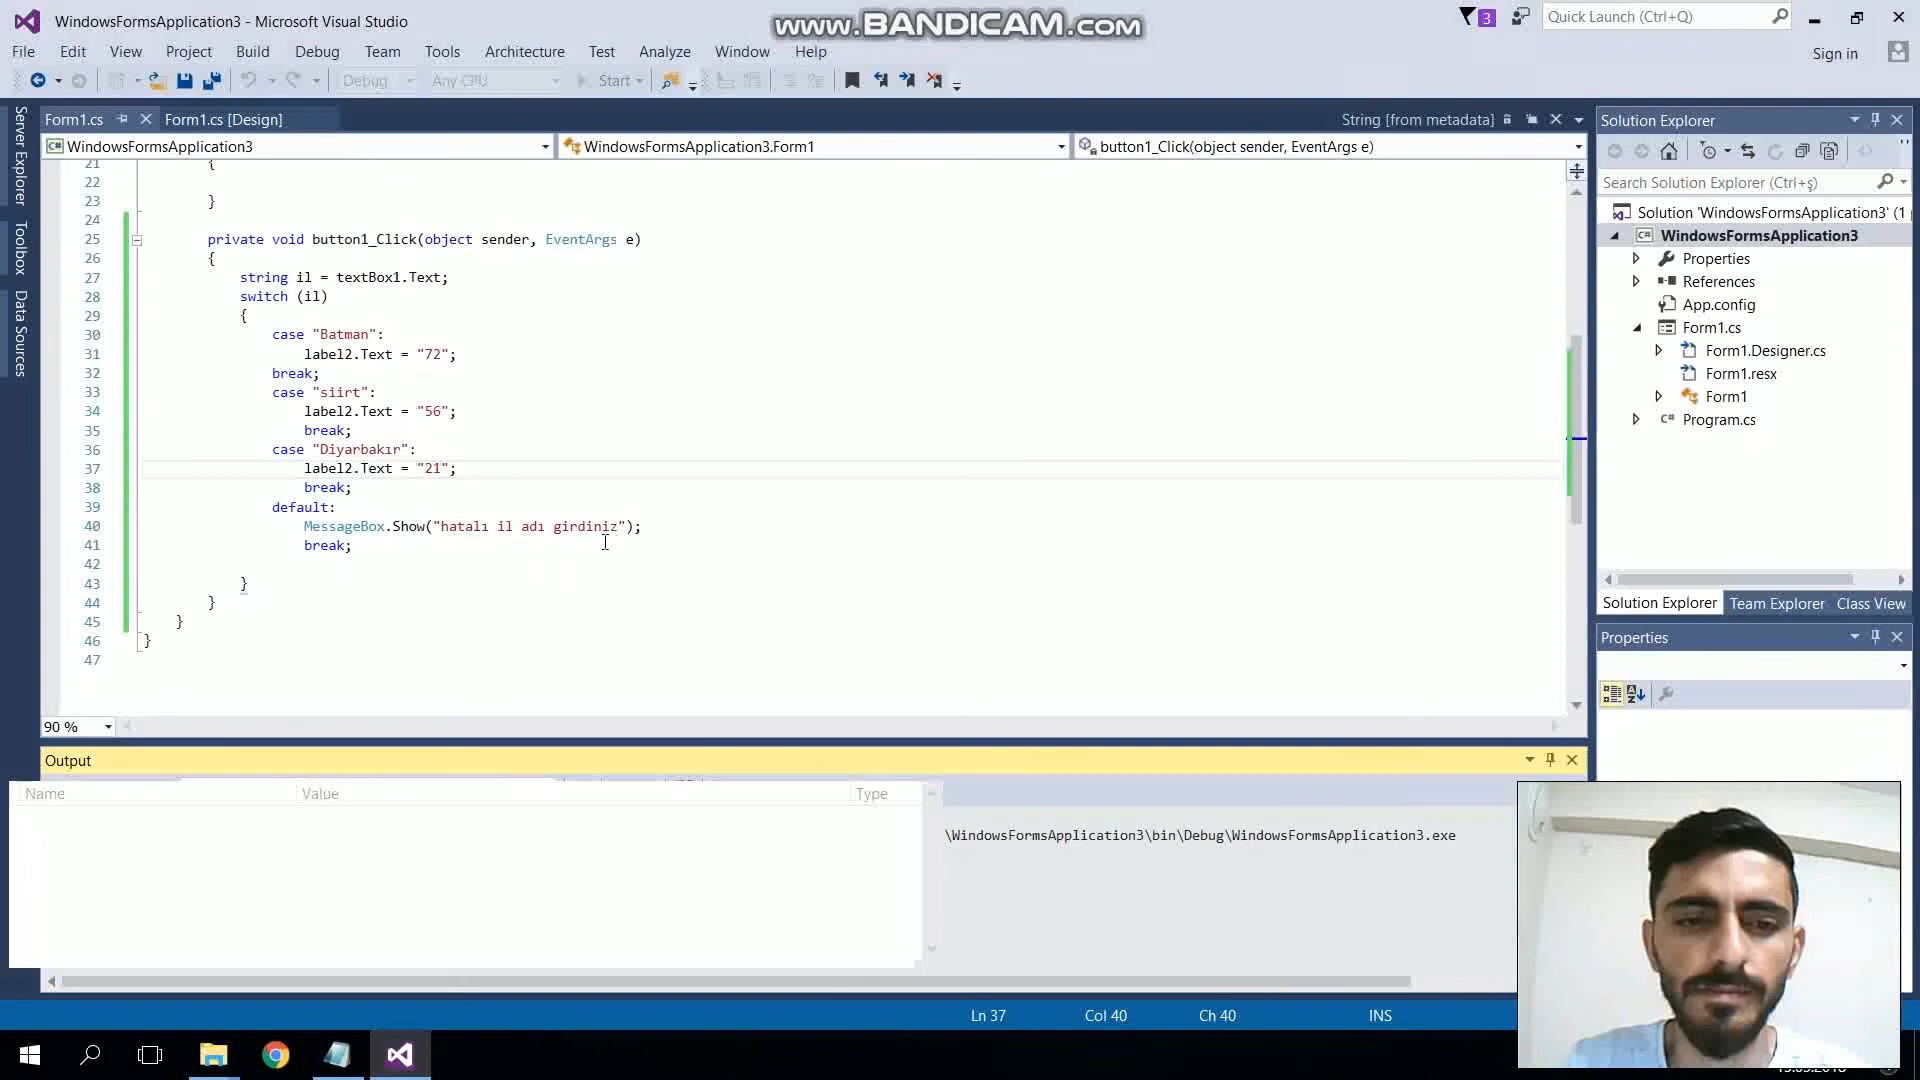 WindowsFormsApplication3 - Microsoft Visual Studio
www.BANDICAM.com
3
Quick Launch (Ctrl+Q)
File Edit View Project Build Debug Team Tools Architecture Test Analyze Window Help
Sign in
Debug Any CPU Start
Server Explorer
Toolbox
Data Sources
Form1.cs
Form1.cs [Design]
String [from metadata]
WindowsFormsApplication3
WindowsFormsApplication3.Form1
button1_Click(object sender, EventArgs e)
21 {
22
23 }
24
25 private void button1_Click(object sender, EventArgs e)
26 {
27 string il = textBox1.Text;
28 switch (il)
29 {
30 case "Batman":
31 label2.Text = "72";
32 break;
33 case "siirt":
34 label2.Text = "56";
35 break;
36 case "Diyarbakır":
37 label2.Text = "21";
38 break;
39 default:
40 MessageBox.Show("hatalı il adı girdiniz");
41 break;
42
43 }
44 }
45 }
46 }
47
90 %
Solution Explorer
Search Solution Explorer (Ctrl+ş)
Solution 'WindowsFormsApplication3' (1
C# WindowsFormsApplication3
Properties
References
App.config
Form1.cs
Form1.Designer.cs
Form1.resx
Form1
C# Program.cs
Solution Explorer Team Explorer Class View
Properties
Output
Name Value Type
\WindowsFormsApplication3\bin\Debug\WindowsFormsApplication3.exe
Ln 37 Col 40 Ch 40 INS